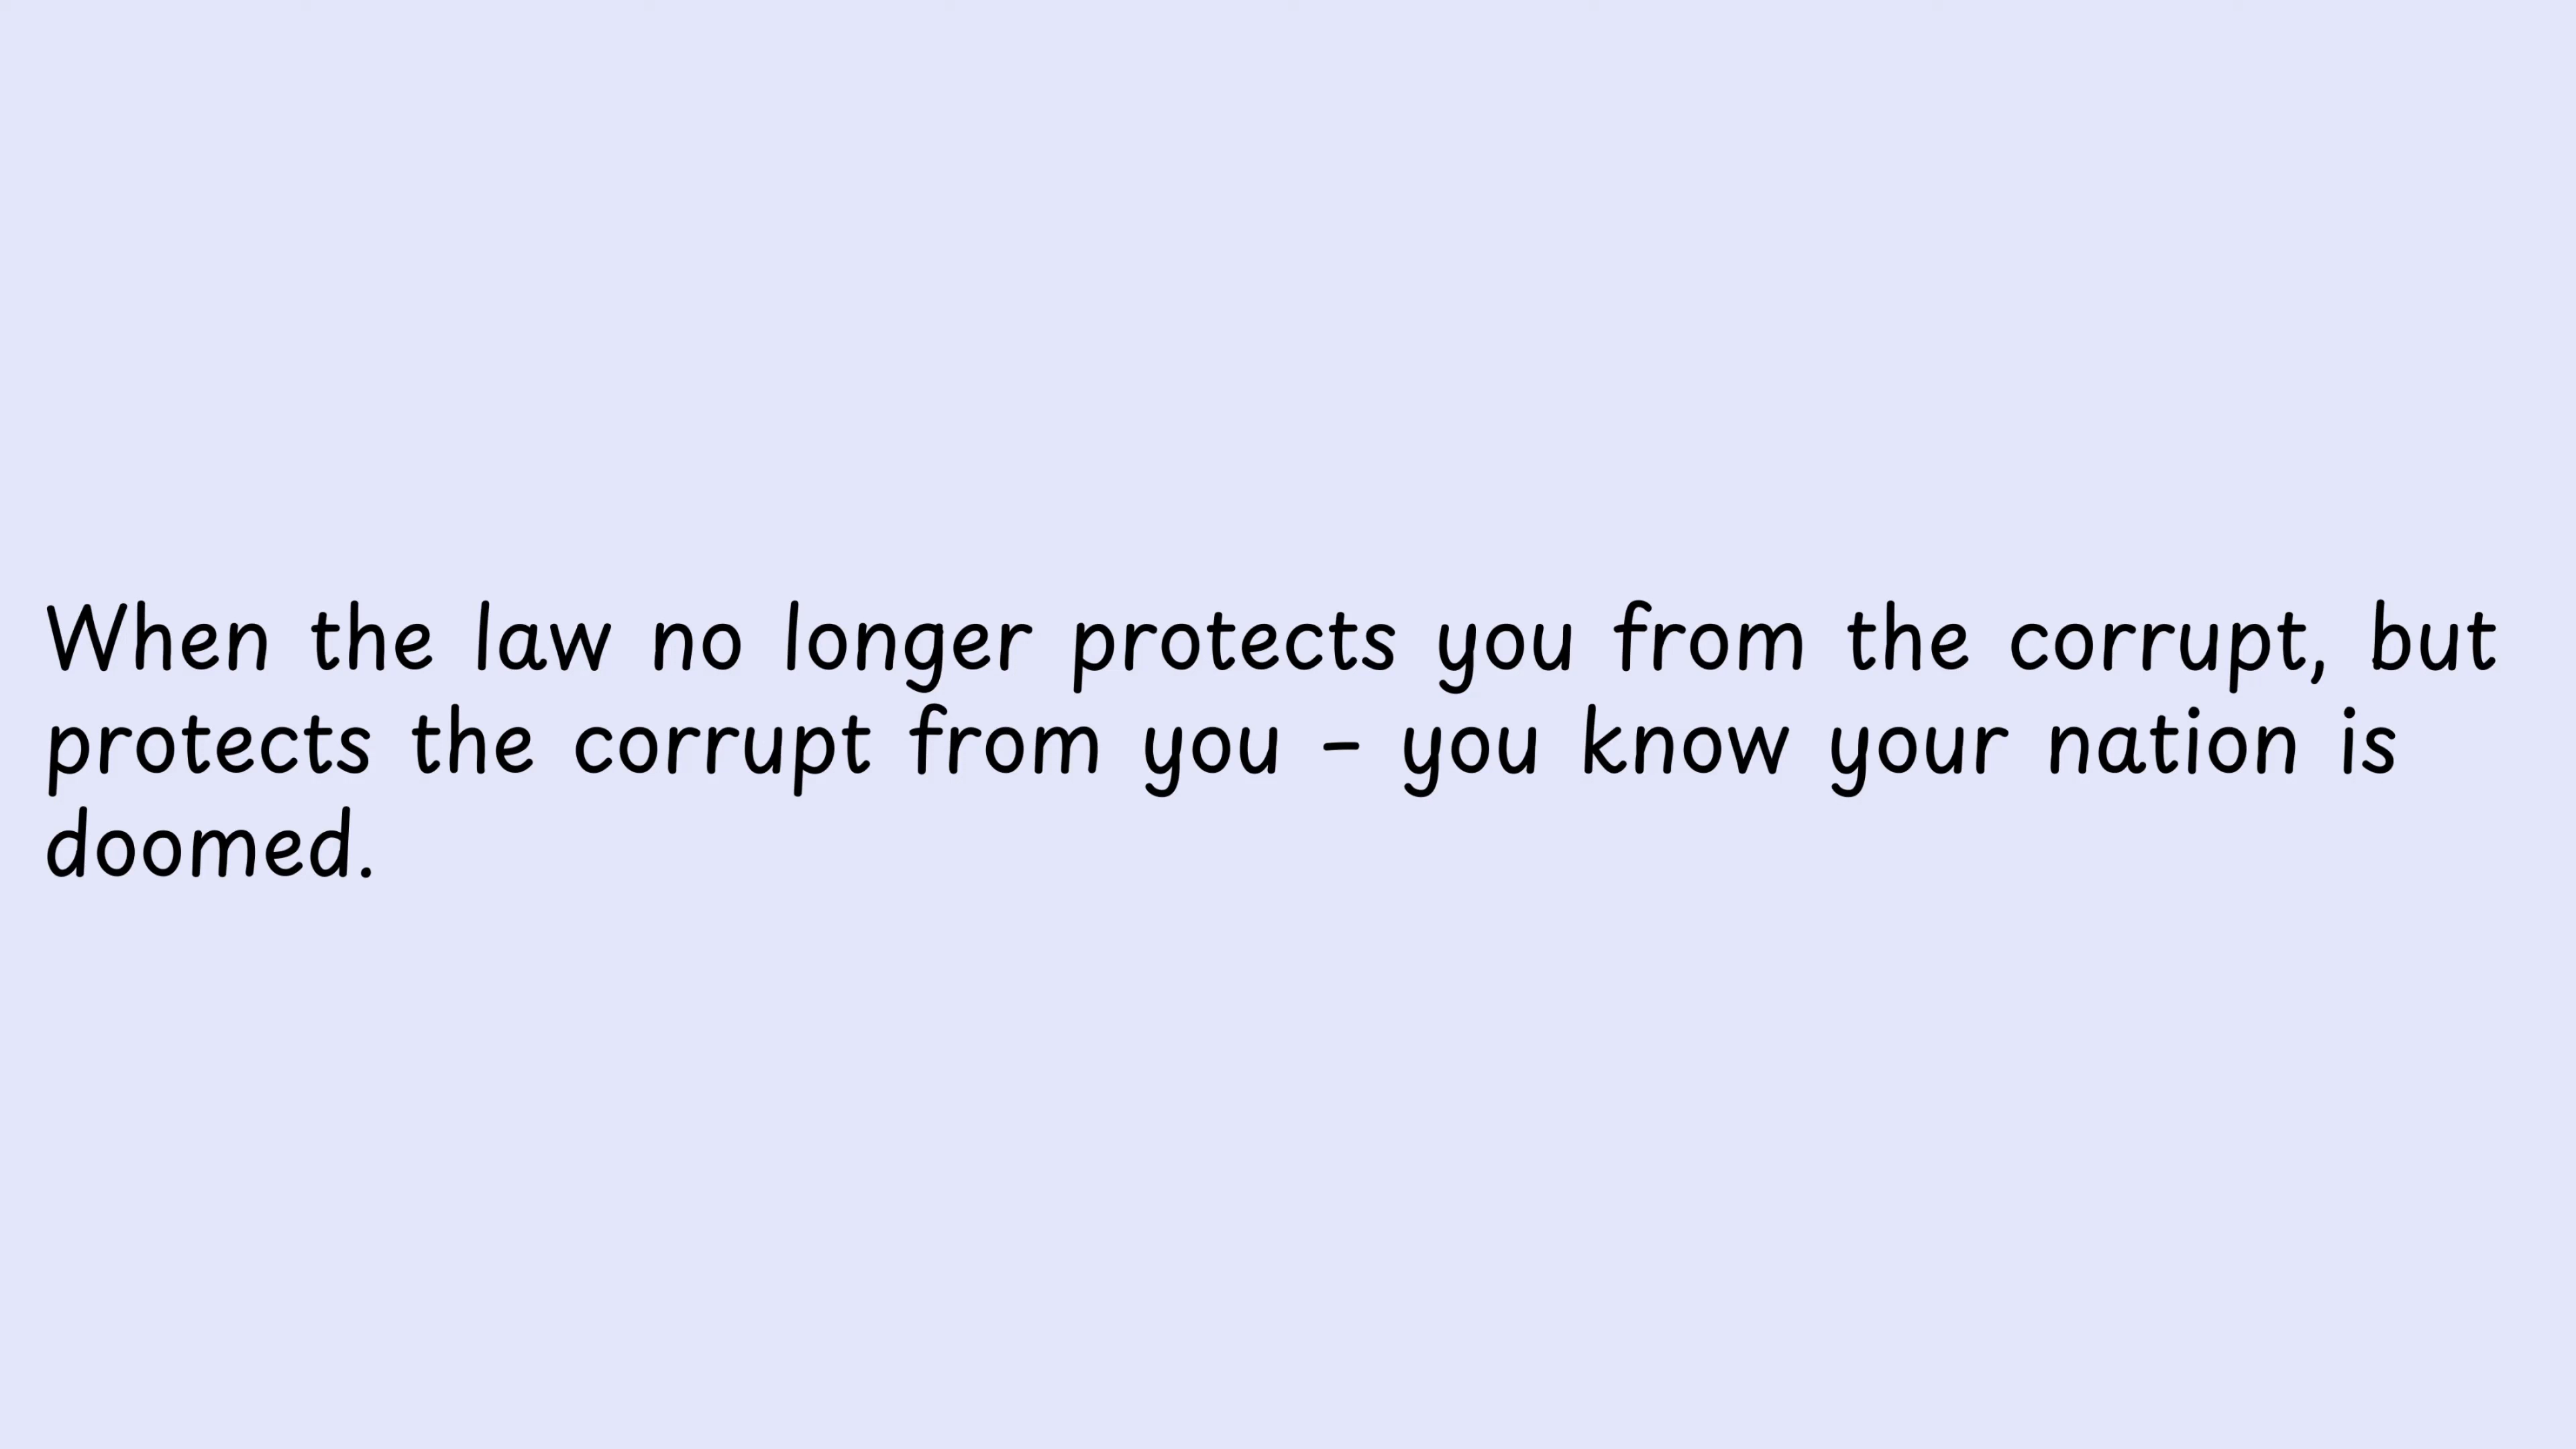 When the law no longer protects you from the corrupt, but
protects the corrupt from you – you know your nation is
doomed.